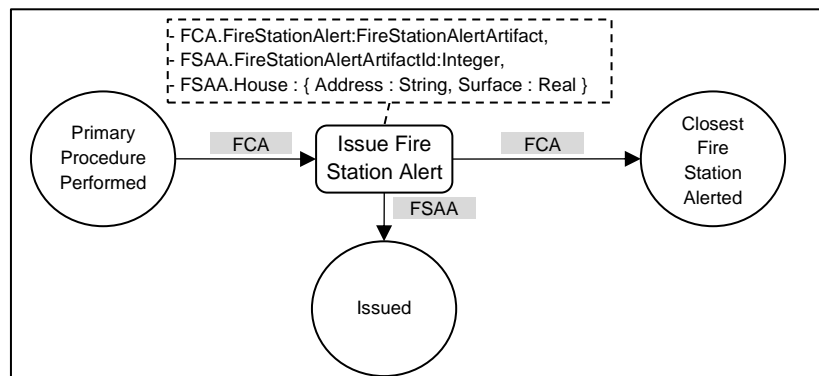 - FCA.FireStationAlert:FireStationAlertArtifact,
- FSAA.FireStationAlertArtifactId:Integer,
- FSAA.House : { Address : String, Surface : Real }
Primary
Procedure
Performed
FCA
Issue Fire
Station Alert
FCA
Closest
Fire
Station
Alerted
FSAA
Issued